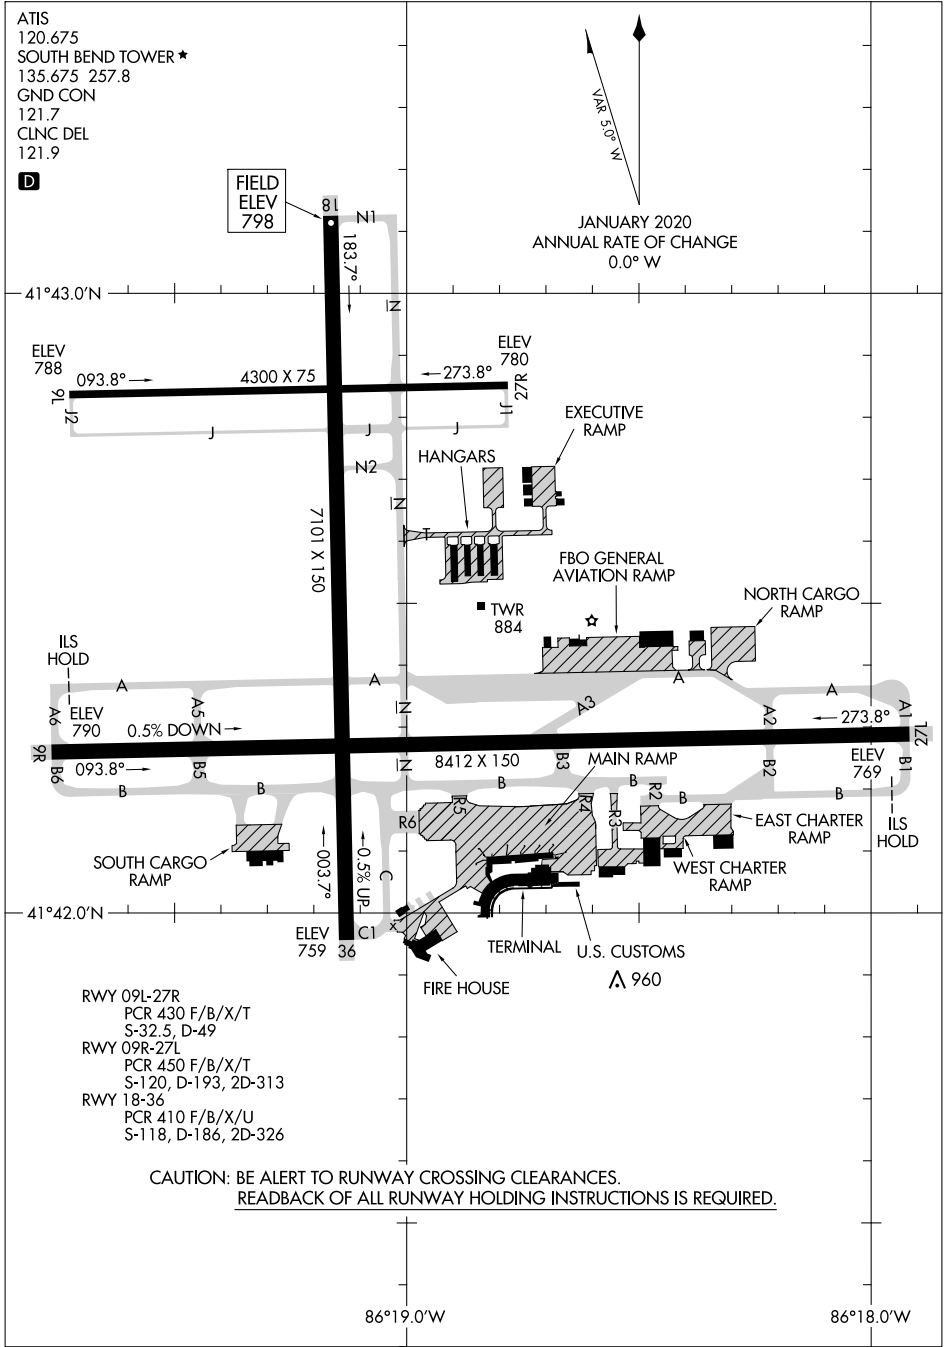 ATIS
120.675
SOUTH BEND TOWER ★
135.675 257.8
GND CON
121.7
CLNC DEL
121.9
D
VAR 5.0° W
JANUARY 2020
ANNUAL RATE OF CHANGE
0.0° W
FIELD
ELEV
798
18
N1
183.7°
41°43.0'N
N
ELEV
788
ELEV
780
093.8°
4300 X 75
273.8°
9L
27R
J2
J1
J
J
J
EXECUTIVE
RAMP
HANGARS
N2
N
T
7101 X 150
FBO GENERAL
AVIATION RAMP
NORTH CARGO
RAMP
TWR
884
ILS
HOLD
A
A
A
A
A6
ELEV
790
A5
0.5% DOWN
N
A3
A2
273.8°
A1
9R
27L
093.8°
B6
B5
N
8412 X 150
B3
MAIN RAMP
B2
ELEV
769
B1
B
B
B
B
B
B
R5
R4
R3
R2
R6
SOUTH CARGO
RAMP
EAST CHARTER
RAMP
ILS
HOLD
WEST CHARTER
RAMP
003.7°
0.5% UP
C
41°42.0'N
ELEV
759
36
C1
X
TERMINAL
U.S. CUSTOMS
FIRE HOUSE
960
RWY 09L-27R
PCR 430 F/B/X/T
S-32.5, D-49
RWY 09R-27L
PCR 450 F/B/X/T
S-120, D-193, 2D-313
RWY 18-36
PCR 410 F/B/X/U
S-118, D-186, 2D-326
CAUTION: BE ALERT TO RUNWAY CROSSING CLEARANCES.
READBACK OF ALL RUNWAY HOLDING INSTRUCTIONS IS REQUIRED.
86°19.0'W
86°18.0'W